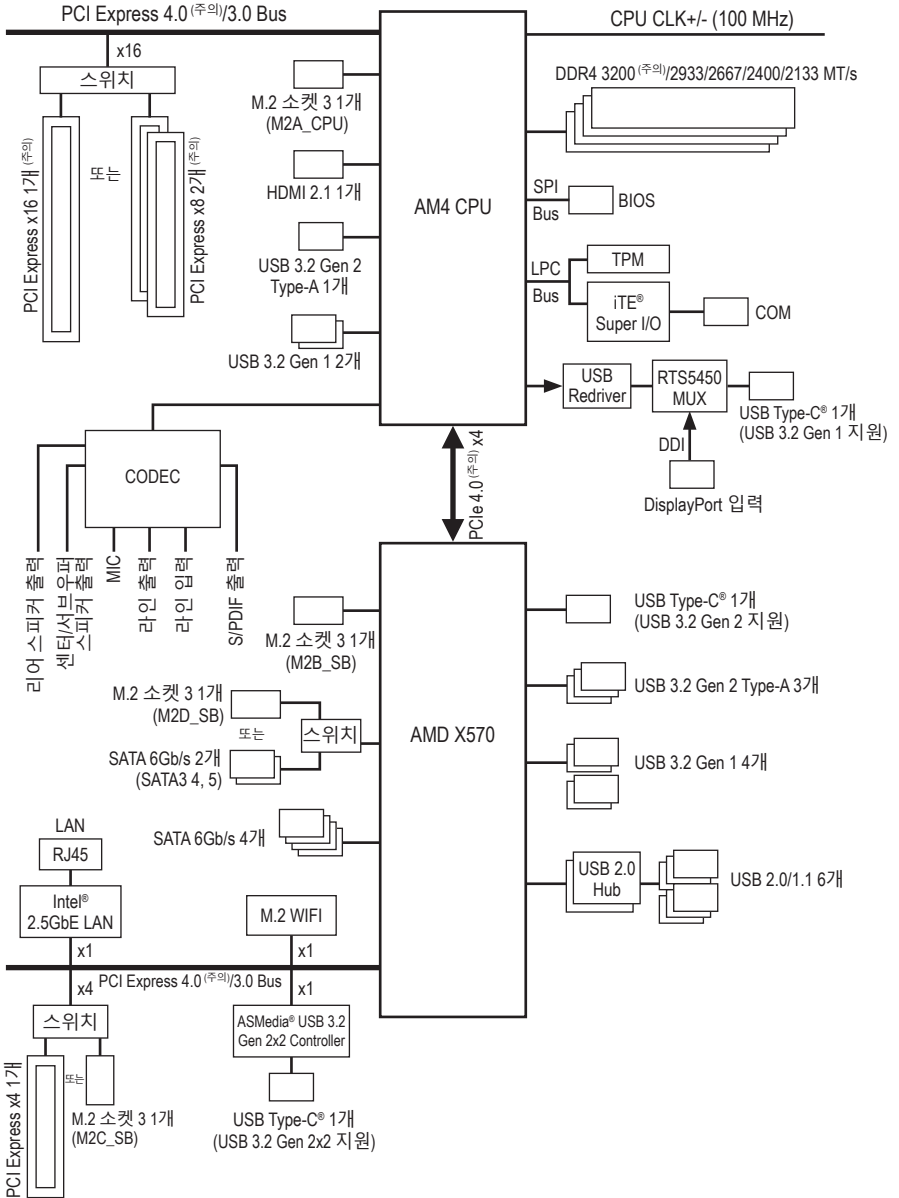 PCI Express 4.0 (주의)/3.0 Bus
CPU CLK+/- (100 MHz)
x16
스위치
PCI Express x16 1개 (주의)
또는
PCI Express x8 2개 (주의)
M.2 소켓 3 1개
(M2A_CPU)
HDMI 2.1 1개
USB 3.2 Gen 2
Type-A 1개
USB 3.2 Gen 1 2개
AM4 CPU
DDR4 3200 (주의)/2933/2667/2400/2133 MT/s
SPI
Bus
BIOS
LPC
Bus
TPM
iTE®
Super I/O
COM
USB
Redriver
RTS5450
MUX
USB Type-C® 1개
(USB 3.2 Gen 1 지원)
DDI
DisplayPort 입력
PCIe 4.0 (주의) x4
CODEC
리어 스피커 출력
센터/서브우퍼
스피커 출력
MIC
라인 출력
라인 입력
S/PDIF 출력
M.2 소켓 3 1개
(M2B_SB)
M.2 소켓 3 1개
(M2D_SB)
또는
스위치
SATA 6Gb/s 2개
(SATA3 4, 5)
SATA 6Gb/s 4개
AMD X570
USB Type-C® 1개
(USB 3.2 Gen 2 지원)
USB 3.2 Gen 2 Type-A 3개
USB 3.2 Gen 1 4개
USB 2.0
Hub
USB 2.0/1.1 6개
LAN
RJ45
Intel®
2.5GbE LAN
x1
M.2 WIFI
x1
PCI Express 4.0 (주의)/3.0 Bus
x4
x1
스위치
ASMedia® USB 3.2
Gen 2x2 Controller
PCI Express x4 1개
또는
M.2 소켓 3 1개
(M2C_SB)
USB Type-C® 1개
(USB 3.2 Gen 2x2 지원)